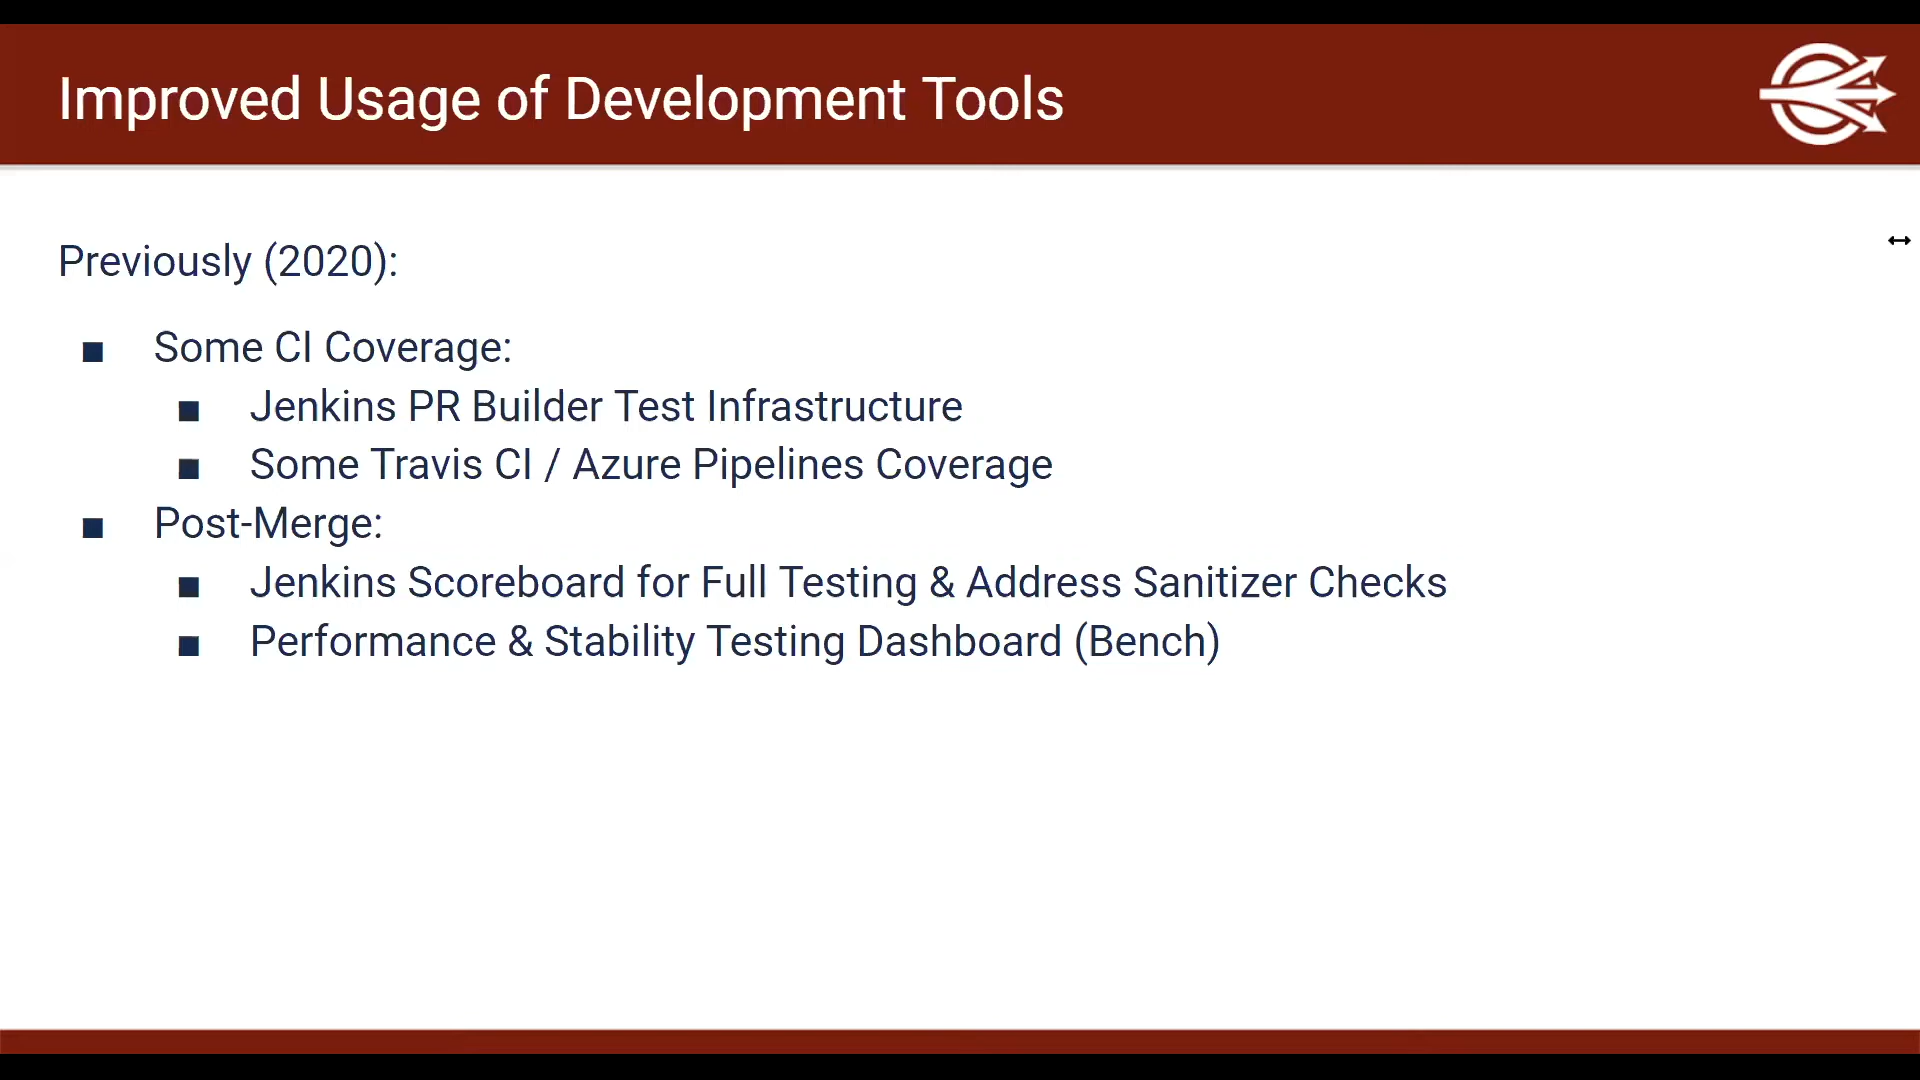 Improved Usage of Development Tools
Previously (2020):
Some CI Coverage:
Jenkins PR Builder Test Infrastructure
Some Travis CI / Azure Pipelines Coverage
Post-Merge:
Jenkins Scoreboard for Full Testing & Address Sanitizer Checks
Performance & Stability Testing Dashboard (Bench)